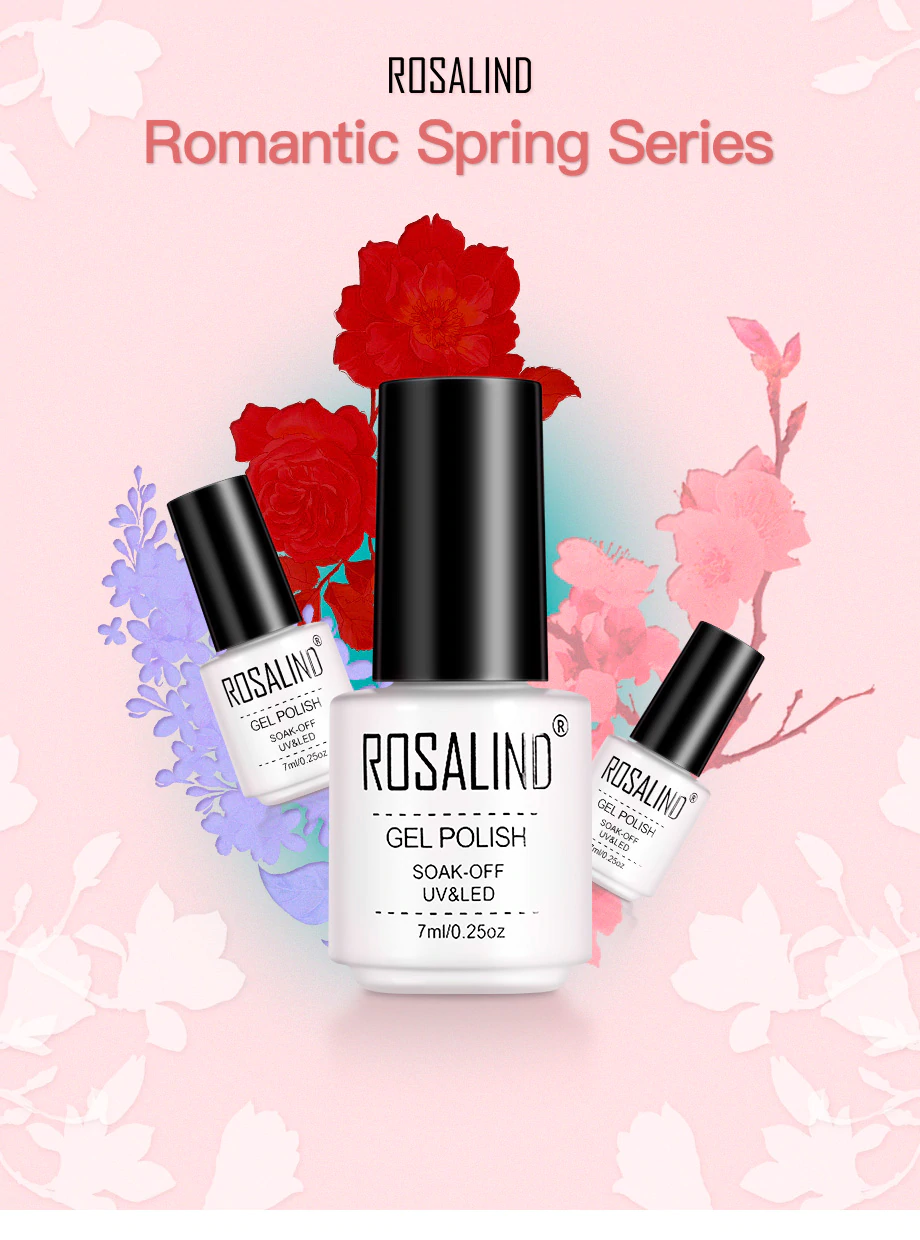 ROSALIND
Romantic Spring Series
ROSALIND®
GEL POLISH
SOAK-OFF
UV&LED
7ml/0.25oz
ROSALIND®
GEL POLISH
SOAK-OFF
UV&LED
7ml/0.25oz
ROSALIND®
GEL POLISH
SOAK-OFF
UV&LED
7ml/0.25oz